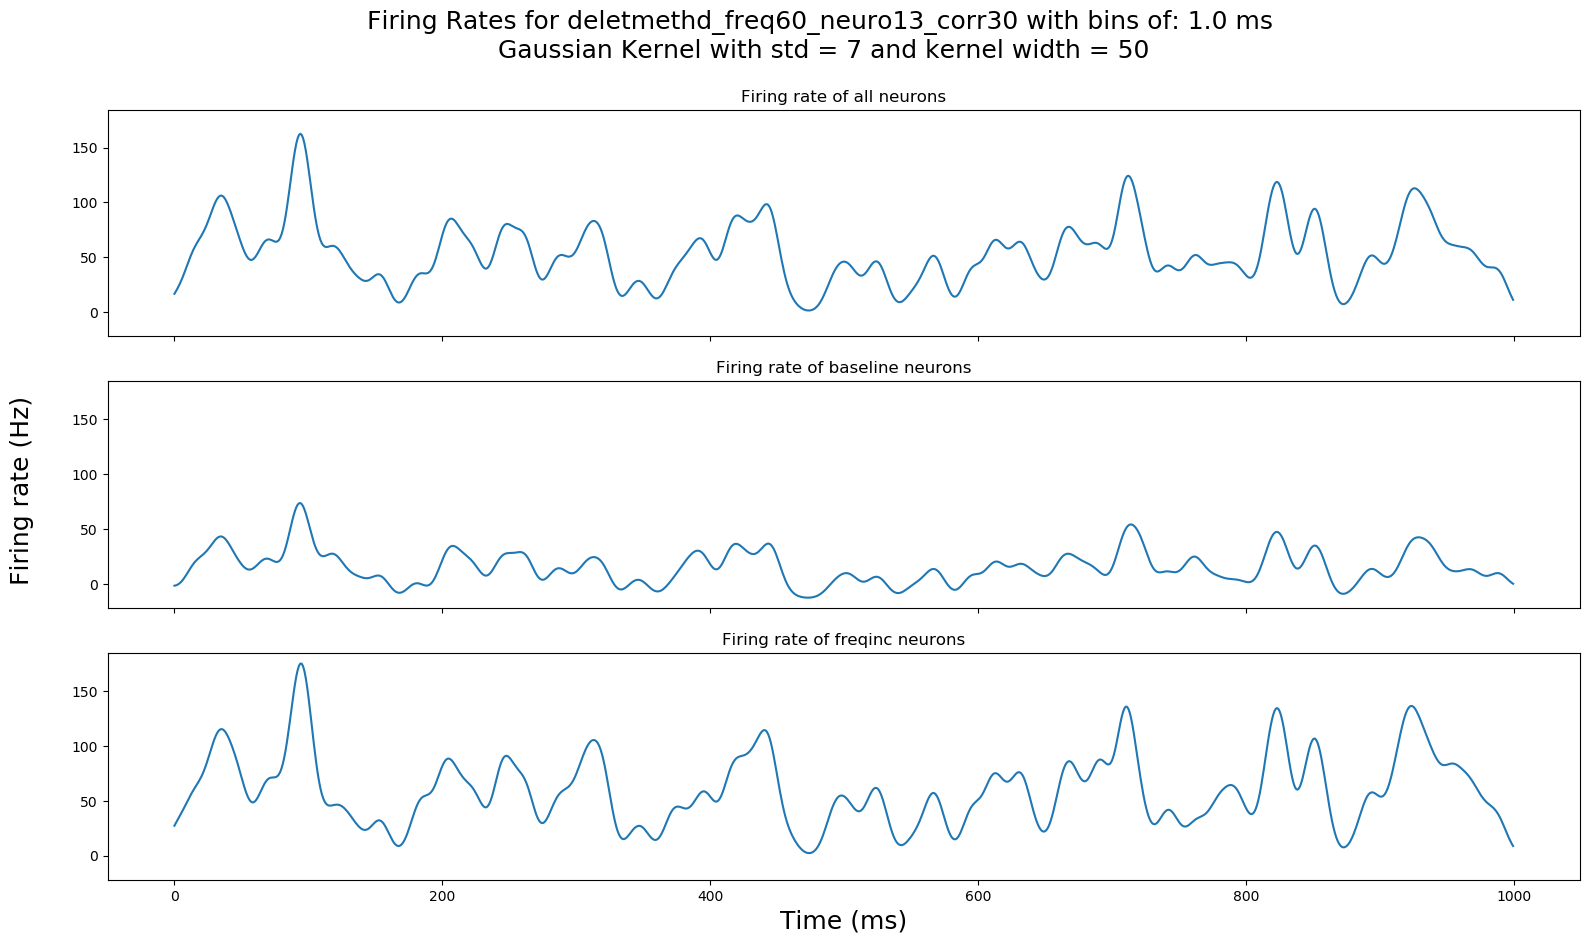 Firing Rates for deletmethd_freq60_neuro13_corr30 with bins of: 1.0 ms
Gaussian Kernel with std = 7 and kernel width = 50
Firing rate of all neurons
150
100
50
0
Firing rate of baseline neurons
150
100
50
0
Firing rate (Hz)
Firing rate of freqinc neurons
150
100
50
0
0 200 400 600 800 1000
Time (ms)